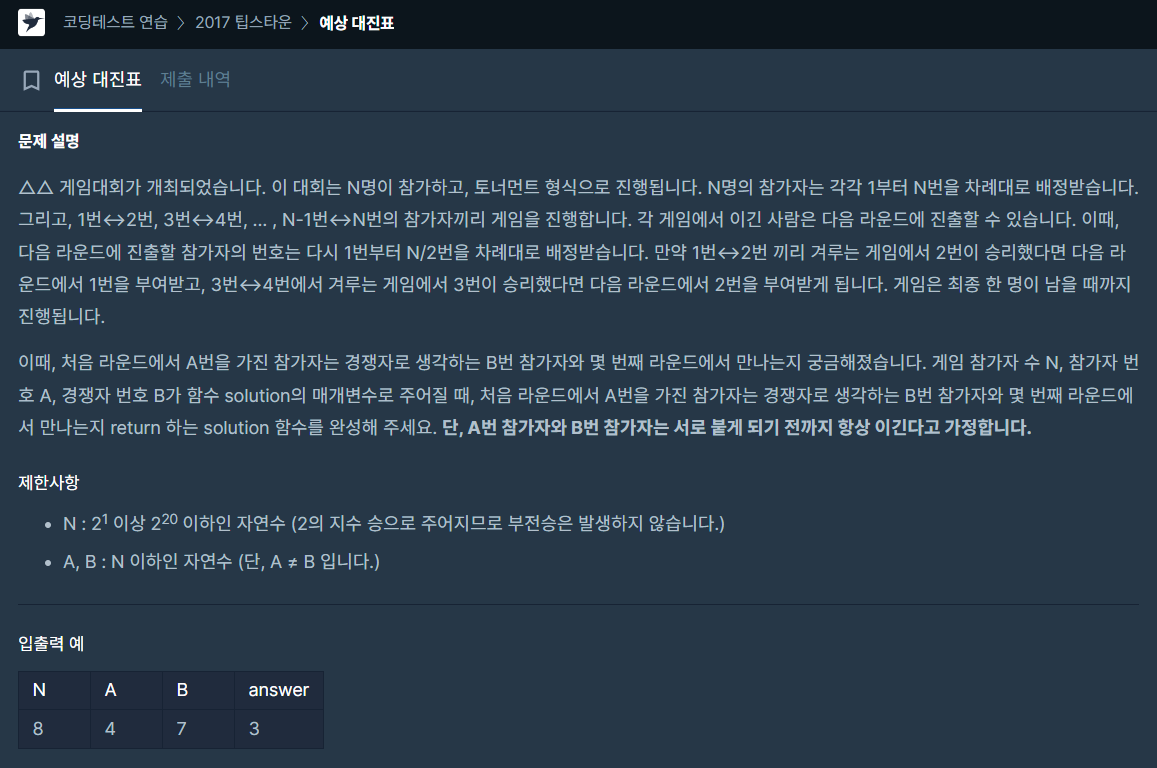 코딩테스트 연습 > 2017 팁스타운 > 예상 대진표
예상 대진표 제출 내역
문제 설명
△△ 게임대회가 개최되었습니다. 이 대회는 N명이 참가하고, 토너먼트 형식으로 진행됩니다. N명의 참가자는 각각 1부터 N번을 차례대로 배정받습니다.
그리고, 1번↔2번, 3번↔4번, ... , N-1번↔N번의 참가자끼리 게임을 진행합니다. 각 게임에서 이긴 사람은 다음 라운드에 진출할 수 있습니다. 이때,
다음 라운드에 진출할 참가자의 번호는 다시 1번부터 N/2번을 차례대로 배정받습니다. 만약 1번↔2번 끼리 겨루는 게임에서 2번이 승리했다면 다음 라
운드에서 1번을 부여받고, 3번↔4번에서 겨루는 게임에서 3번이 승리했다면 다음 라운드에서 2번을 부여받게 됩니다. 게임은 최종 한 명이 남을 때까지
진행됩니다.
이때, 처음 라운드에서 A번을 가진 참가자는 경쟁자로 생각하는 B번 참가자와 몇 번째 라운드에서 만나는지 궁금해졌습니다. 게임 참가자 수 N, 참가자 번
호 A, 경쟁자 번호 B가 함수 solution의 매개변수로 주어질 때, 처음 라운드에서 A번을 가진 참가자는 경쟁자로 생각하는 B번 참가자와 몇 번째 라운드에
서 만나는지 return 하는 solution 함수를 완성해 주세요. 단, A번 참가자와 B번 참가자는 서로 붙게 되기 전까지 항상 이긴다고 가정합니다.
제한사항
• N : 2¹ 이상 2²⁰ 이하인 자연수 (2의 지수 승으로 주어지므로 부전승은 발생하지 않습니다.)
• A, B : N 이하인 자연수 (단, A ≠ B 입니다.)
입출력 예
N A B answer
8 4 7 3